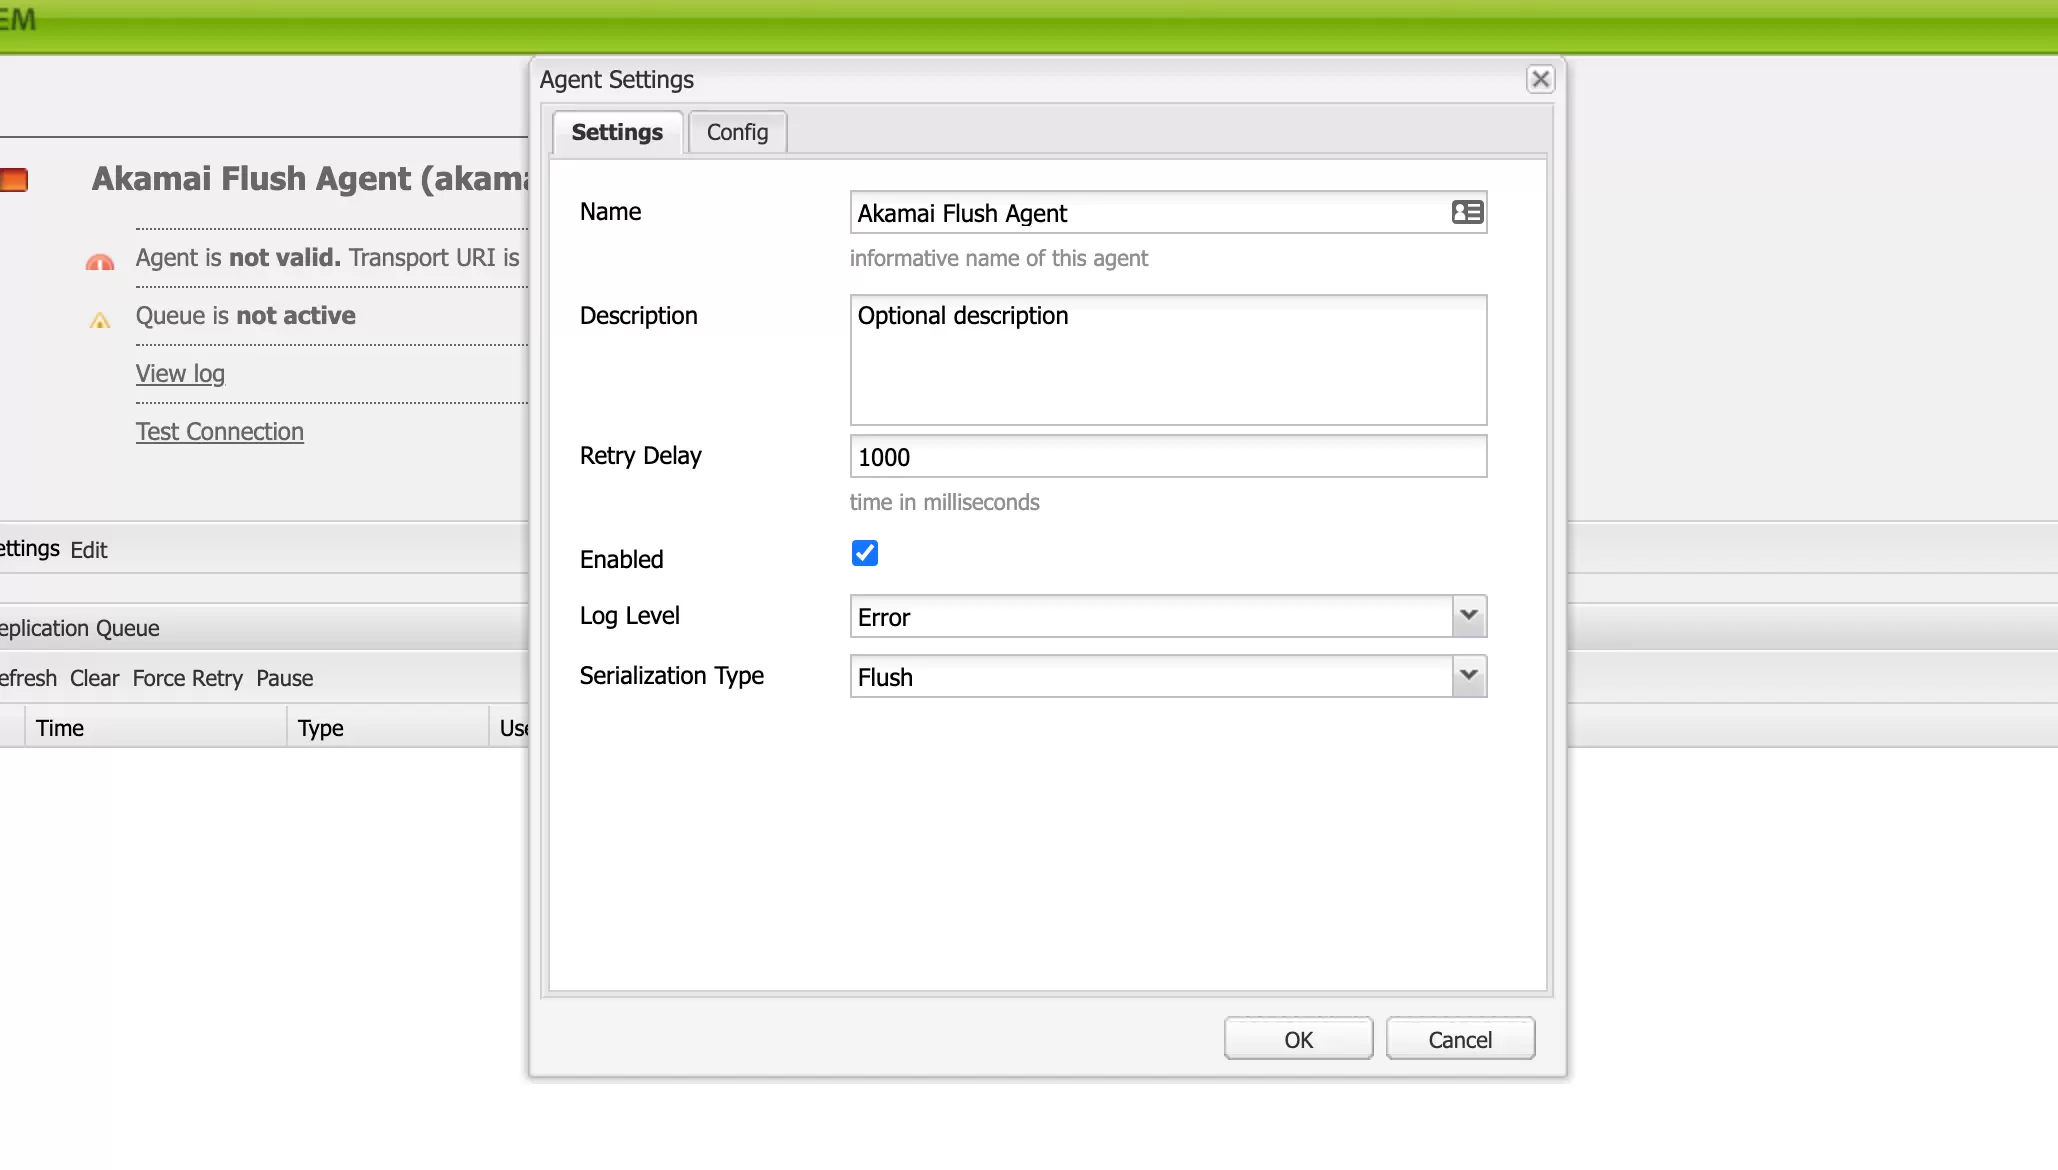 EM
Agent Settings
Settings
Config
Akamai Flush Agent (akama
Agent is not valid. Transport URI is
Queue is not active
View log
Test Connection
ettings Edit
eplication Queue
efresh Clear Force Retry Pause
Time Type Use
Name
Akamai Flush Agent
informative name of this agent
Description
Optional description
Retry Delay
1000
time in milliseconds
Enabled
Log Level
Error
Serialization Type
Flush
OK
Cancel